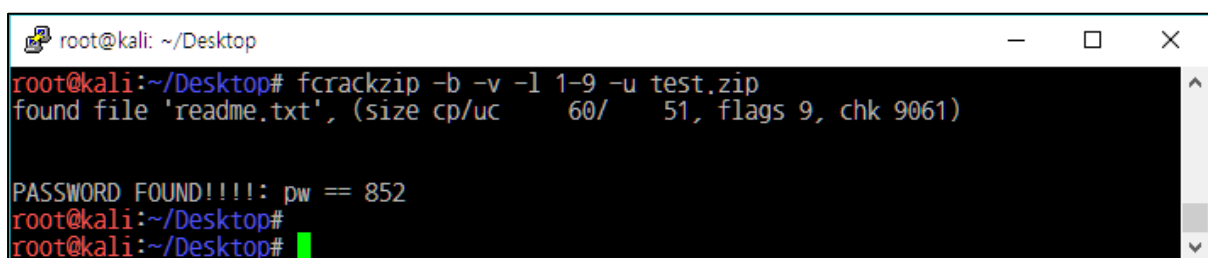 root@kali: ~/Desktop
root@kali:~/Desktop# fcrackzip -b -v -l 1-9 -u test.zip
found file 'readme.txt', (size cp/uc     60/    51, flags 9, chk 9061)
PASSWORD FOUND!!!!: pw == 852
root@kali:~/Desktop#
root@kali:~/Desktop#